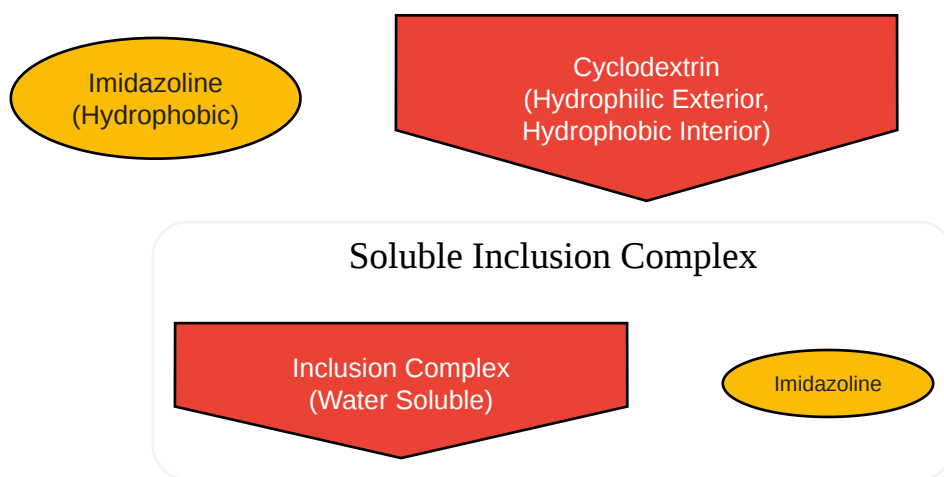 Imidazoline
(Hydrophobic)
Cyclodextrin
(Hydrophilic Exterior,
Hydrophobic Interior)
Soluble Inclusion Complex
Inclusion Complex
(Water Soluble)
Imidazoline